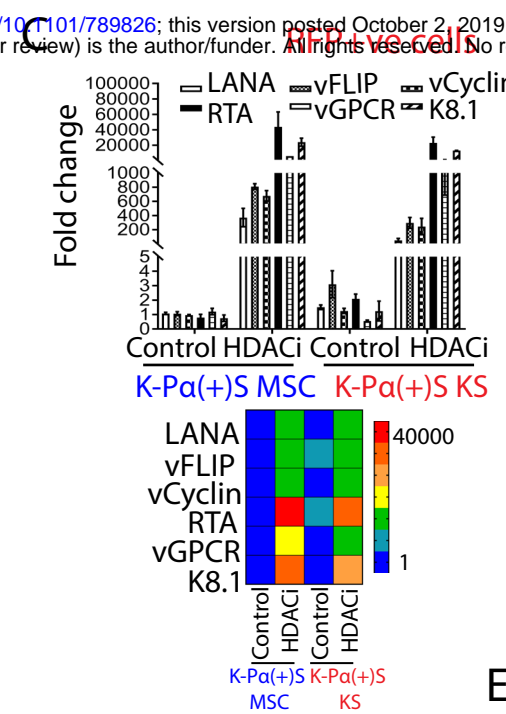 /10.1101/789826; this version posted October 2, 2019
r review) is the author/funder. All rights reserved. No r
C
RFP+ve cells
LANA vFLIP vCyclin
RTA vGPCR K8.1
Fold change
100000
80000
60000
40000
20000
1000
800
600
400
200
5
4
3
2
1
0
Control HDACi Control HDACi
K-Pα(+)S MSC K-Pα(+)S KS
LANA
vFLIP
vCyclin
RTA
vGPCR
K8.1
40000
1
Control HDACi Control HDACi
K-Pα(+)S K-Pα(+)S
MSC KS
E